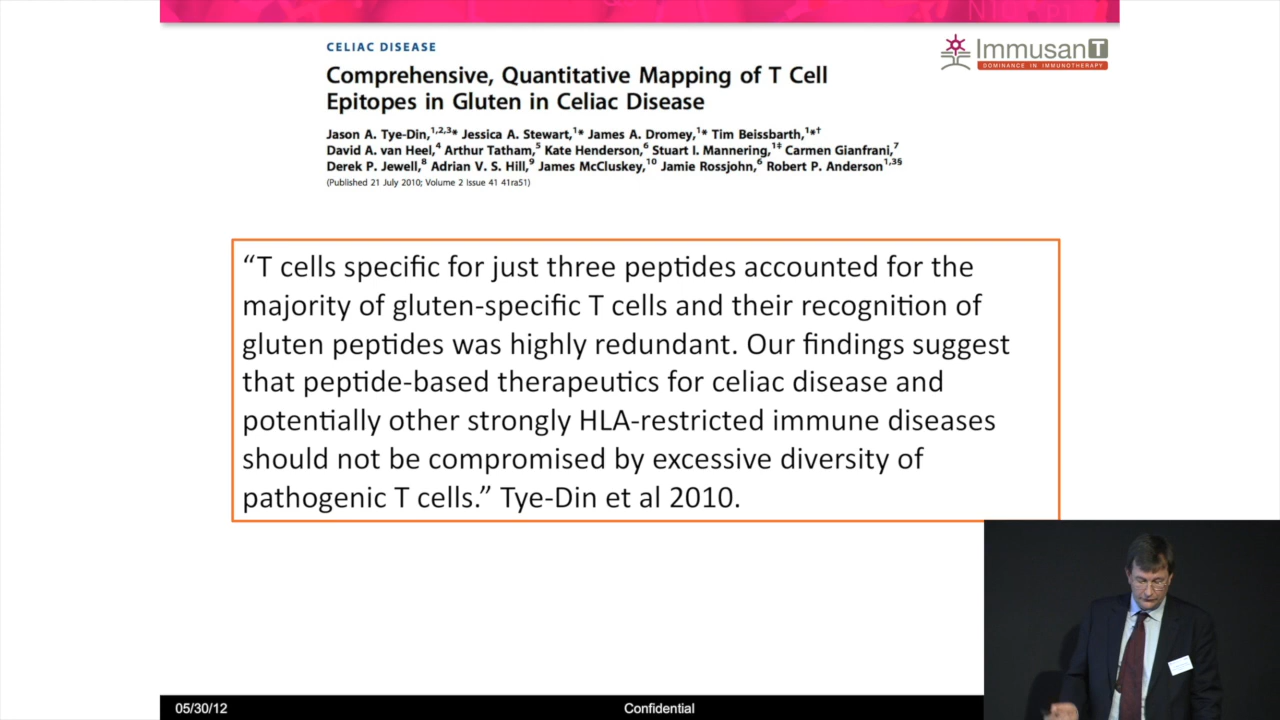 CELIAC DISEASE
ImmusanT
DOMINANCE IN IMMUNOTHERAPY
Comprehensive, Quantitative Mapping of T Cell
Epitopes in Gluten in Celiac Disease
Jason A. Tye-Din,1,2,3* Jessica A. Stewart,1* James A. Dromey,1* Tim Beissbarth,1*†
David A. van Heel,4 Arthur Tatham,5 Kate Henderson,6 Stuart I. Mannering,1‡ Carmen Gianfrani,7
Derek P. Jewell,8 Adrian V. S. Hill,9 James McCluskey,10 Jamie Rossjohn,6 Robert P. Anderson1,3§
(Published 21 July 2010; Volume 2 Issue 41 41ra51)
“T cells specific for just three peptides accounted for the
majority of gluten-specific T cells and their recognition of
gluten peptides was highly redundant. Our findings suggest
that peptide-based therapeutics for celiac disease and
potentially other strongly HLA-restricted immune diseases
should not be compromised by excessive diversity of
pathogenic T cells.” Tye-Din et al 2010.
05/30/12
Confidential